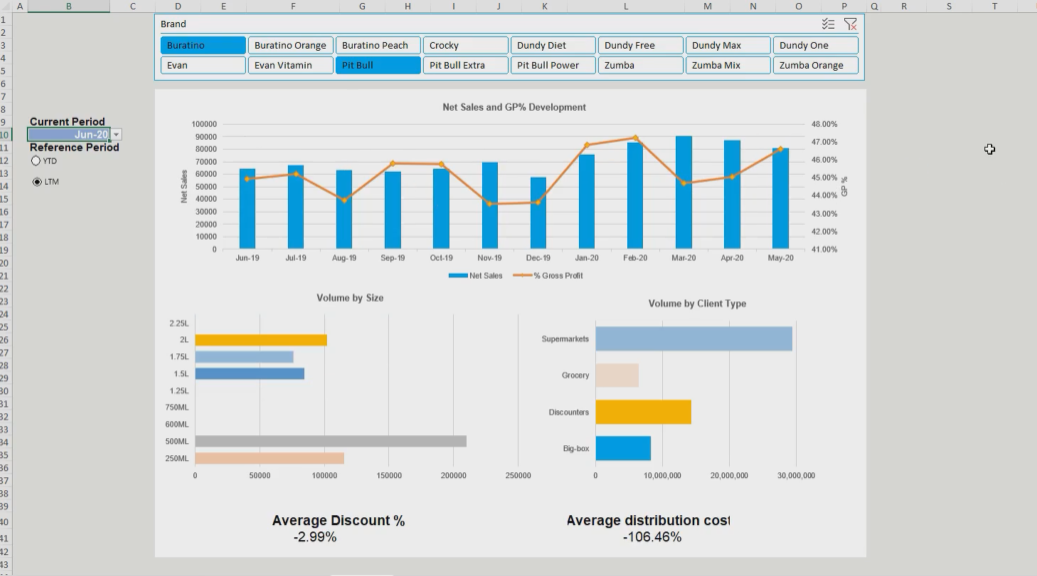 A B C D E F G H I J K L M N O P Q R S T
1
Brand
2
3
Buratino Buratino Orange Buratino Peach Crocky Dundy Diet Dundy Free Dundy Max Dundy One
4
Evan Evan Vitamin Pit Bull Pit Bull Extra Pit Bull Power Zumba Zumba Mix Zumba Orange
5
6
7
Net Sales and GP% Development
8
9 Current Period
10 Jun-20
11 Reference Period
12 YTD
13
LTM
14
15
16
17
18
19
20
21
22
23
24
25
26
27
28
29
30
31
32
33
34
35
36
37
38
39
40
41
42
43
100000
90000
80000
70000
60000
50000
40000
30000
20000
10000
0
Net Sales
48.00%
47.00%
46.00%
45.00%
44.00%
43.00%
42.00%
41.00%
GP %
Jun-19 Jul-19 Aug-19 Sep-19 Oct-19 Nov-19 Dec-19 Jan-20 Feb-20 Mar-20 Apr-20 May-20
Net Sales % Gross Profit
Volume by Size
2.25L
2L
1.75L
1.5L
1.25L
750ML
600ML
500ML
250ML
0 50000 100000 150000 200000 250000
Volume by Client Type
Supermarkets
Grocery
Discounters
Big-box
0 10,000,000 20,000,000 30,000,000
Average Discount %
-2.99%
Average distribution cost
-106.46%